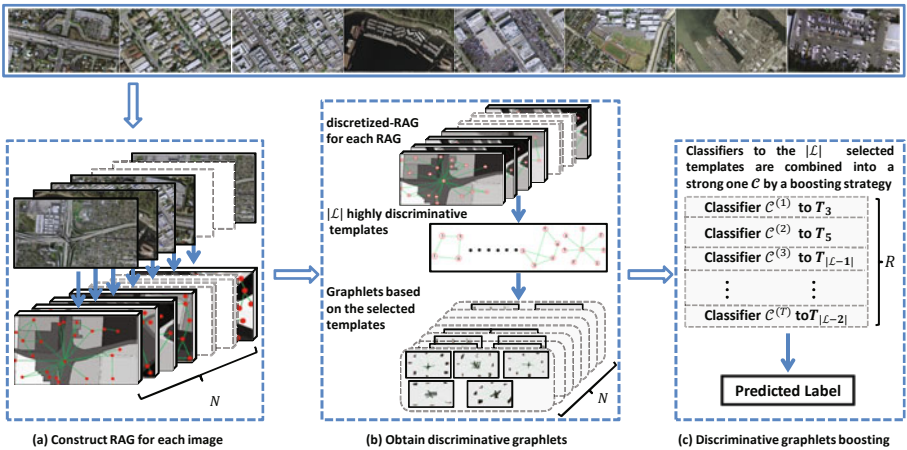 discretized-RAG
for each RAG
|ℒ| highly discriminative
templates
Graphlets based
on the selected
templates
N
N
Classifiers to the |ℒ| selected
templates are combined into a
strong one 𝒞 by a boosting strategy
Classifier 𝒞⁽¹⁾ to T₃
Classifier 𝒞⁽²⁾ to T₅
Classifier 𝒞⁽³⁾ to T_|ℒ−1|
⋮ ⋮
Classifier 𝒞⁽ᵀ⁾ to T_|ℒ−2|
R
Predicted Label
(a) Construct RAG for each image
(b) Obtain discriminative graphlets
(c) Discriminative graphlets boosting